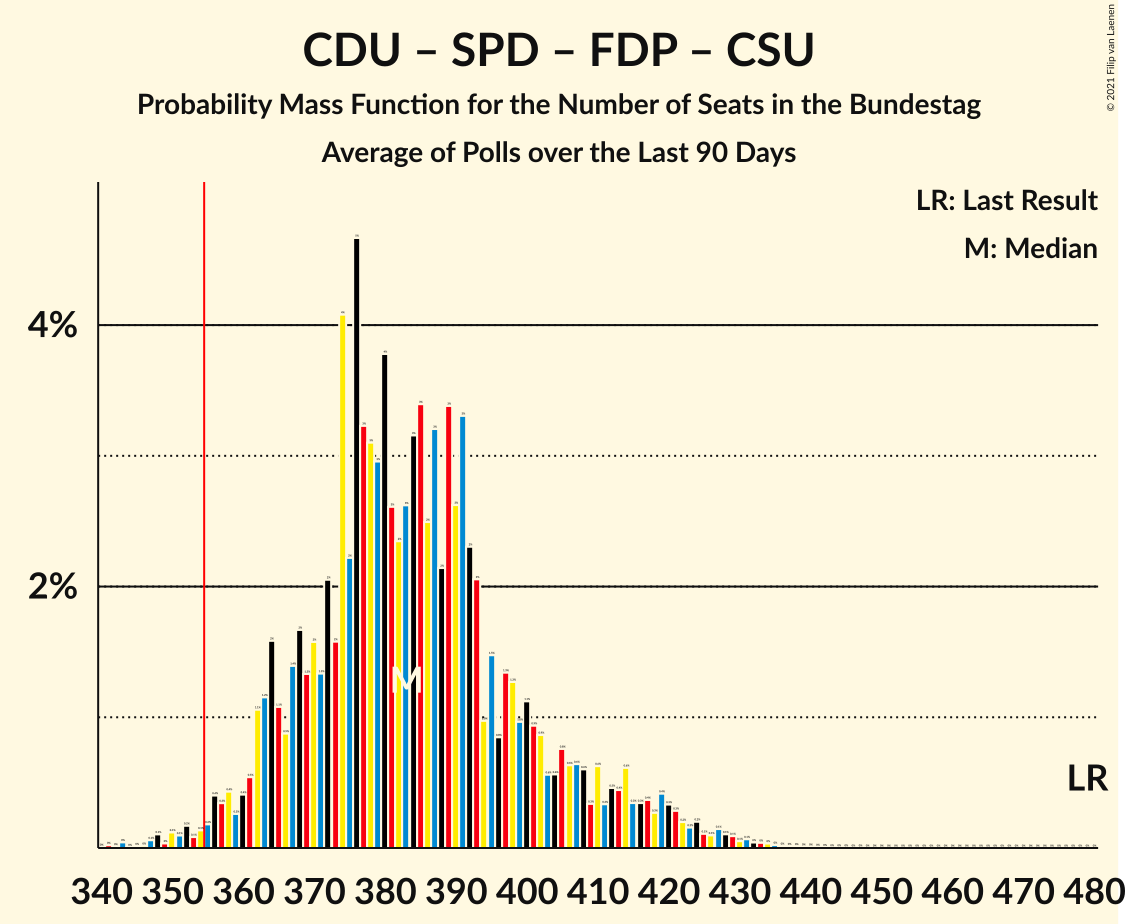 CDU – SPD – FDP – CSU
Probability Mass Function for the Number of Seats in the Bundestag
Average of Polls over the Last 90 Days
© 2021 Filip van Laenen
LR: Last Result
M: Median
4%
2%
M
LR
340 350 360 370 380 390 400 410 420 430 440 450 460 470 480